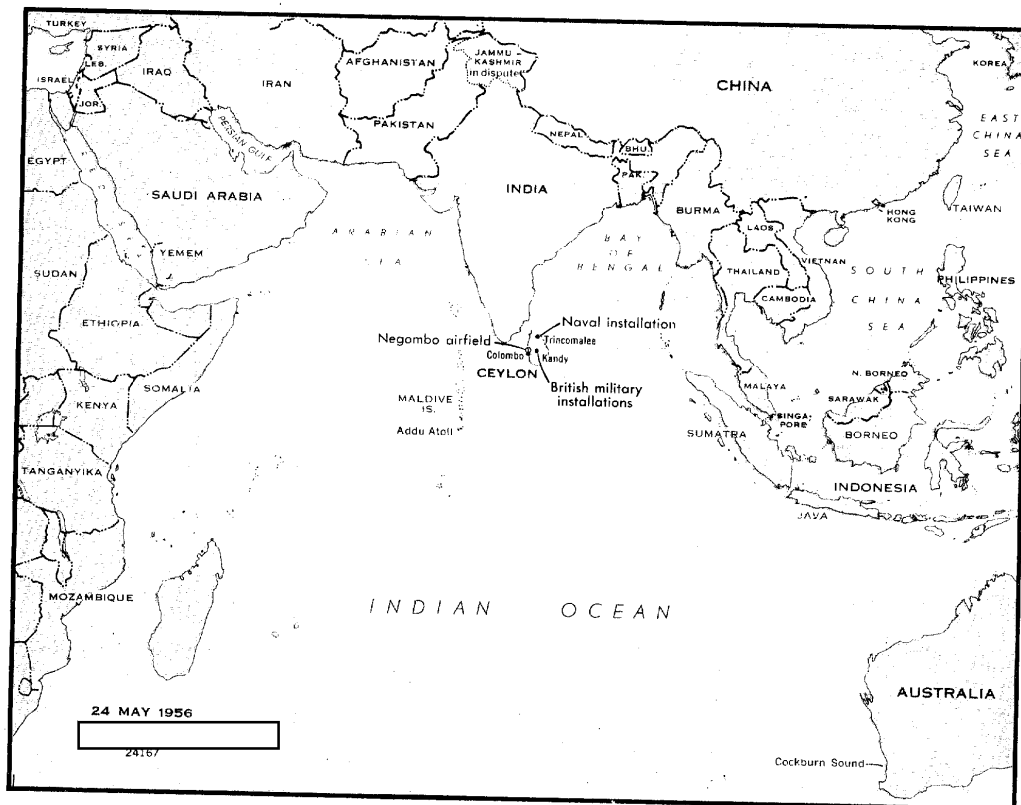 TURKEY
SYRIA
LEB.
ISRAEL
JOR.
IRAQ
IRAN
AFGHANISTAN
JAMMU
KASHMIR
in dispute
CHINA
KOREA
EAST
CHINA
SEA
PAKISTAN
NEPAL
BHU.
PAK.
PERSIAN GULF
EGYPT
SAUDI ARABIA
INDIA
BURMA
HONG
KONG
TAIWAN
LAOS
ARABIAN
BAY
OF
BENGAL
YEMEM
SUDAN
THAILAND
VIETNAN
SOUTH
CHINA
SEA
PHILIPPINES
CAMBODIA
ETHIOPIA
Naval installation
Negombo airfield
Trincomalee
Colombo
Kandy
CEYLON
British military
installations
SOMALIA
KENYA
MALDIVE
IS.
Addu Atoll
N. BORNEO
MALAYA
SARAWAK
SINGA
PORE
SUMATRA
BORNEO
TANGANYIKA
INDONESIA
JAVA
MOZAMBIQUE
INDIAN OCEAN
AUSTRALIA
24 MAY 1956
24167
Cockburn Sound